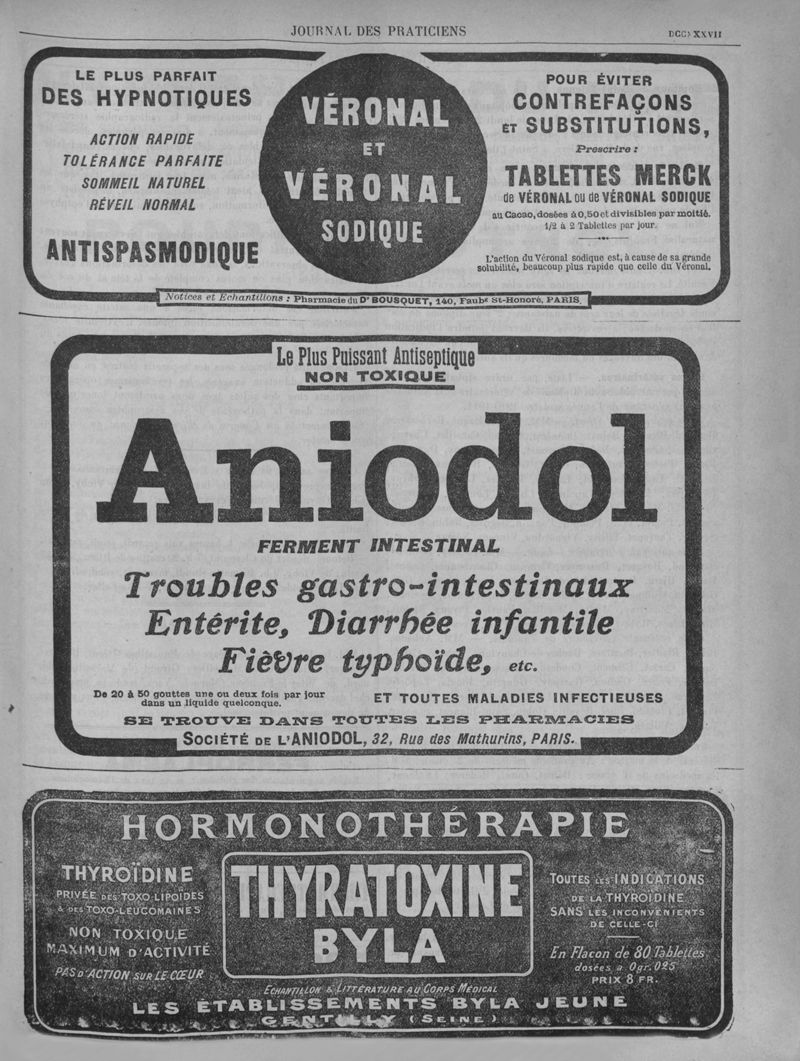 JOURNAL DES PRATICIENS
LE PLUS PARFAIT
DES HYPNOTIQUES
ACTION RAPIDE
TOLÉRANCE PARFAITE
SOMMEIL NATUREL
RÉVEIL NORMAL
ANTISPASMODIQUE
VÉRONAL
ET
VÉRONAL
SODIQUE
POUR ÉVITER
CONTREFAÇONS
ET SUBSTITUTIONS,
Prescrire :
TABLETTES MERCK
de VÉRONAL ou de VÉRONAL SODIQUE
au Cacao, dosées à 0,50 et divisibles par moitié.
1/2 à 2 Tablettes par jour.
L'action du Véronal sodique est, à cause de sa grande
solubilité, beaucoup plus rapide que celle du Véronal.
Notices et Echantillons : Pharmacie du Dr BOUSQUET, 140, Faubg St-Honoré, PARIS.
Le Plus Puissant Antiseptique
NON TOXIQUE
Aniodol
FERMENT INTESTINAL
Troubles gastro-intestinaux
Entérite, Diarrhée infantile
Fièvre typhoïde, etc.
De 20 à 50 gouttes une ou deux fois par jour
dans un liquide quelconque.
ET TOUTES MALADIES INFECTIEUSES
SE TROUVE DANS TOUTES LES PHARMACIES
SOCIÉTÉ DE L'ANIODOL, 32, Rue des Mathurins, PARIS.
HORMONOTHÉRAPIE
THYROÏDINE
PRIVÉE DES TOXO-LIPOÏDES
& DES TOXO-LEUCOMAINES
NON TOXIQUE
MAXIMUM D'ACTIVITÉ
PAS D'ACTION SUR LE CŒUR
THYRATOXINE
BYLA
TOUTES LES INDICATIONS
DE LA THYROÏDINE
SANS LES INCONVÉNIENTS
DE CELLE-CI
En Flacon de 80 Tablettes
dosées à 0gr.025
PRIX 8 FR.
ÉCHANTILLON & LITTÉRATURE AU CORPS MÉDICAL
LES ÉTABLISSEMENTS BYLA JEUNE
GENTILLY (SEINE)